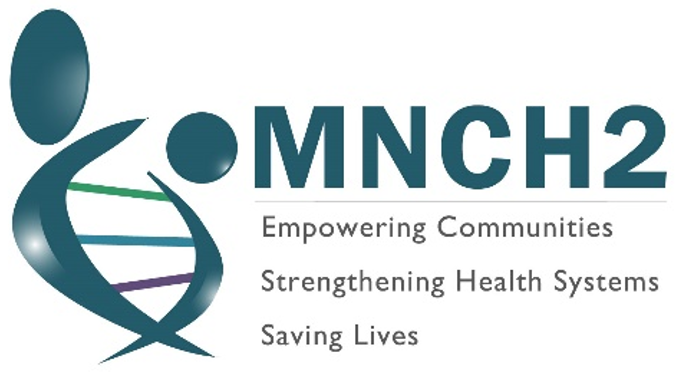 MNCH2
Empowering Communities
Strengthening Health Systems
Saving Lives